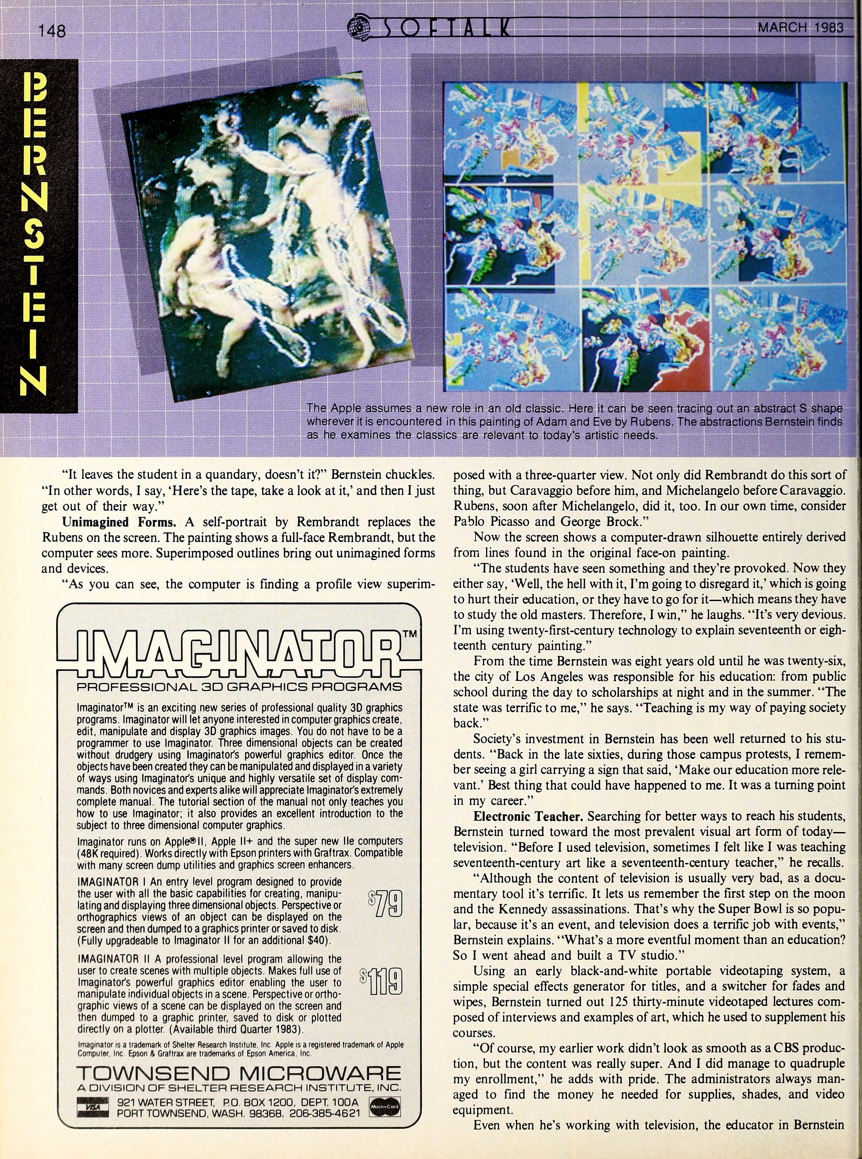 148
SOFTALK
MARCH 1983
BERNSTEIN
The Apple assumes a new role in an old classic. Here it can be seen tracing out an abstract S shape
wherever it is encountered in this painting of Adam and Eve by Rubens. The abstractions Bernstein finds
as he examines the classics are relevant to today's artistic needs.
“It leaves the student in a quandary, doesn't it?” Bernstein chuckles.
“In other words, I say, ‘Here's the tape, take a look at it,’ and then I just
get out of their way.”
Unimagined Forms. A self-portrait by Rembrandt replaces the
Rubens on the screen. The painting shows a full-face Rembrandt, but the
computer sees more. Superimposed outlines bring out unimagined forms
and devices.
“As you can see, the computer is finding a profile view superim-
IMAGINATOR™
PROFESSIONAL 3D GRAPHICS PROGRAMS
Imaginator™ is an exciting new series of professional quality 3D graphics
programs. Imaginator will let anyone interested in computer graphics create,
edit, manipulate and display 3D graphics images. You do not have to be a
programmer to use Imaginator. Three dimensional objects can be created
without drudgery using Imaginator's powerful graphics editor. Once the
objects have been created they can be manipulated and displayed in a variety
of ways using Imaginator's unique and highly versatile set of display com-
mands. Both novices and experts alike will appreciate Imaginator's extremely
complete manual. The tutorial section of the manual not only teaches you
how to use Imaginator; it also provides an excellent introduction to the
subject to three dimensional computer graphics.
Imaginator runs on Apple® II, Apple II+ and the super new IIe computers
(48K required). Works directly with Epson printers with Graftrax. Compatible
with many screen dump utilities and graphics screen enhancers.
IMAGINATOR I An entry level program designed to provide
the user with all the basic capabilities for creating, manipu-
lating and displaying three dimensional objects. Perspective or
orthographics views of an object can be displayed on the
screen and then dumped to a graphics printer or saved to disk.
(Fully upgradeable to Imaginator II for an additional $40).
$79
IMAGINATOR II A professional level program allowing the
user to create scenes with multiple objects. Makes full use of
Imaginator's powerful graphics editor enabling the user to
manipulate individual objects in a scene. Perspective or ortho-
graphic views of a scene can be displayed on the screen and
then dumped to a graphic printer, saved to disk or plotted
directly on a plotter. (Available third Quarter 1983).
$119
Imaginator is a trademark of Shelter Research Institute, Inc. Apple is a registered trademark of Apple
Computer, Inc. Epson & Graftrax are trademarks of Epson America, Inc.
TOWNSEND MICROWARE
A DIVISION OF SHELTER RESEARCH INSTITUTE, INC.
VISA
921 WATER STREET, P.O. BOX 1200, DEPT. 100A
PORT TOWNSEND, WASH. 98368, 206-385-4621
MasterCard
posed with a three-quarter view. Not only did Rembrandt do this sort of
thing, but Caravaggio before him, and Michelangelo before Caravaggio.
Rubens, soon after Michelangelo, did it, too. In our own time, consider
Pablo Picasso and George Brock.”
Now the screen shows a computer-drawn silhouette entirely derived
from lines found in the original face-on painting.
“The students have seen something and they're provoked. Now they
either say, ‘Well, the hell with it, I'm going to disregard it,’ which is going
to hurt their education, or they have to go for it—which means they have
to study the old masters. Therefore, I win,” he laughs. “It's very devious.
I'm using twenty-first-century technology to explain seventeenth or eigh-
teenth century painting.”
From the time Bernstein was eight years old until he was twenty-six,
the city of Los Angeles was responsible for his education: from public
school during the day to scholarships at night and in the summer. “The
state was terrific to me,” he says. “Teaching is my way of paying society
back.”
Society's investment in Bernstein has been well returned to his stu-
dents. “Back in the late sixties, during those campus protests, I remem-
ber seeing a girl carrying a sign that said, ‘Make our education more rele-
vant.’ Best thing that could have happened to me. It was a turning point
in my career.”
Electronic Teacher. Searching for better ways to reach his students,
Bernstein turned toward the most prevalent visual art form of today—
television. “Before I used television, sometimes I felt like I was teaching
seventeenth-century art like a seventeenth-century teacher,” he recalls.
“Although the content of television is usually very bad, as a docu-
mentary tool it's terrific. It lets us remember the first step on the moon
and the Kennedy assassinations. That's why the Super Bowl is so popu-
lar, because it's an event, and television does a terrific job with events,”
Bernstein explains. “What's a more eventful moment than an education?
So I went ahead and built a TV studio.”
Using an early black-and-white portable videotaping system, a
simple special effects generator for titles, and a switcher for fades and
wipes, Bernstein turned out 125 thirty-minute videotaped lectures com-
posed of interviews and examples of art, which he used to supplement his
courses.
“Of course, my earlier work didn't look as smooth as a CBS produc-
tion, but the content was really super. And I did manage to quadruple
my enrollment,” he adds with pride. The administrators always man-
aged to find the money he needed for supplies, shades, and video
equipment.
Even when he's working with television, the educator in Bernstein